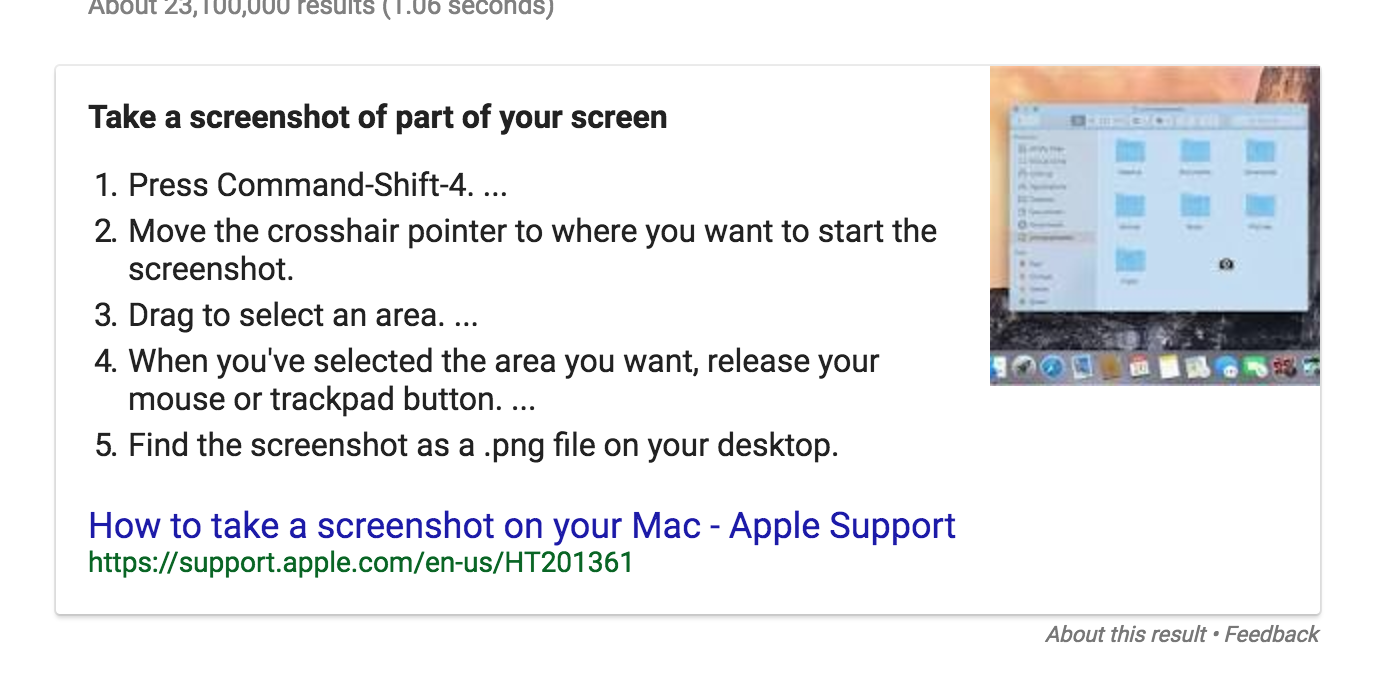 About 23,100,000 results (1.06 seconds)
Take a screenshot of part of your screen
1. Press Command-Shift-4. ...
2. Move the crosshair pointer to where you want to start the
screenshot.
3. Drag to select an area. ...
4. When you've selected the area you want, release your
mouse or trackpad button. ...
5. Find the screenshot as a .png file on your desktop.
How to take a screenshot on your Mac - Apple Support
https://support.apple.com/en-us/HT201361
About this result • Feedback